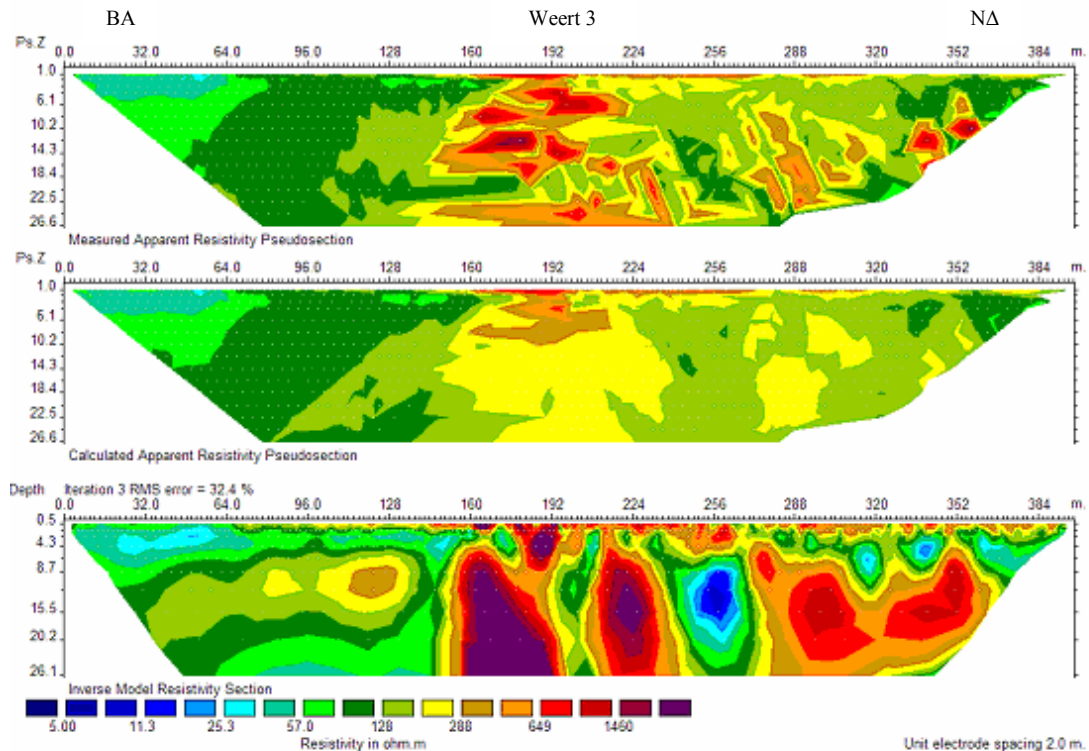 BA Weert 3 ΝΔ
Ps.Z 0.0 32.0 64.0 96.0 128 160 192 224 256 288 320 352 384 m.
1.0
6.1
10.2
14.3
18.4
22.5
26.6
Measured Apparent Resistivity Pseudosection
Ps.Z 0.0 32.0 64.0 96.0 128 160 192 224 256 288 320 352 384 m.
1.0
6.1
10.2
14.3
18.4
22.5
26.6
Calculated Apparent Resistivity Pseudosection
Depth Iteration 3 RMS error = 32.4 %
0.0 32.0 64.0 96.0 128 160 192 224 256 288 320 352 384 m.
0.5
4.3
8.7
15.5
20.2
26.1
Inverse Model Resistivity Section
5.00 11.3 25.3 57.0 128 288 649 1460
Resistivity in ohm.m Unit electrode spacing 2.0 m.